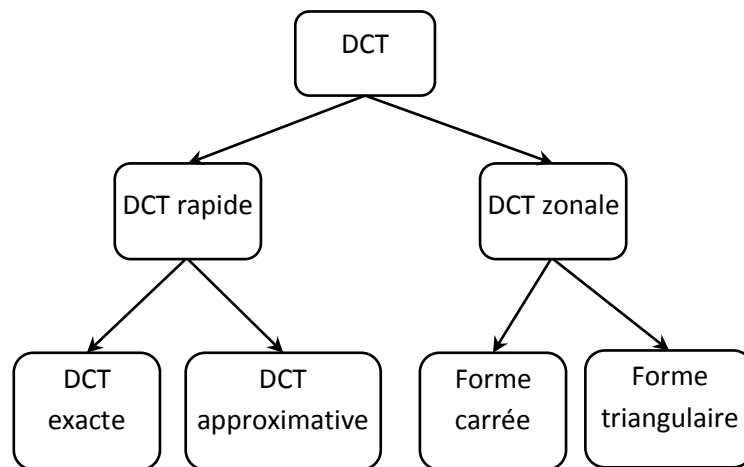 DCT
DCT rapide
DCT zonale
DCT
exacte
DCT
approximative
Forme
carrée
Forme
triangulaire